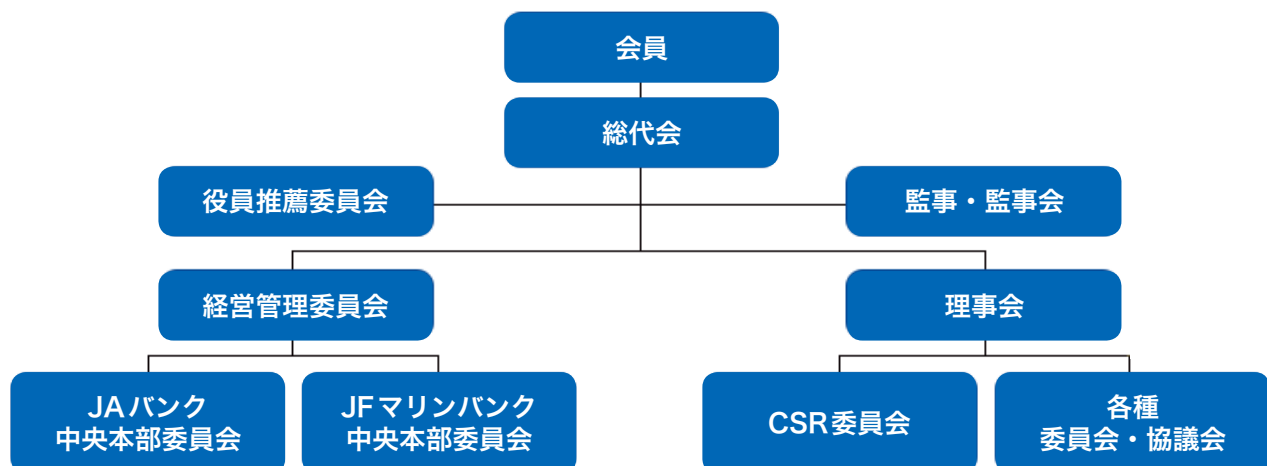 会員
総代会
役員推薦委員会
監事・監事会
経営管理委員会
理事会
JAバンク
中央本部委員会
JFマリンバンク
中央本部委員会
CSR委員会
各種
委員会・協議会